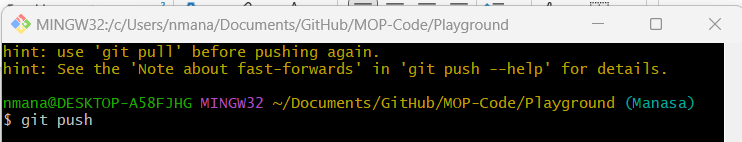 MINGW32:/c/Users/nmana/Documents/GitHub/MOP-Code/Playground
hint: use 'git pull' before pushing again.
hint: See the 'Note about fast-forwards' in 'git push --help' for details.
nmana@DESKTOP-A58FJHG MINGW32 ~/Documents/GitHub/MOP-Code/Playground (Manasa)
$ git push